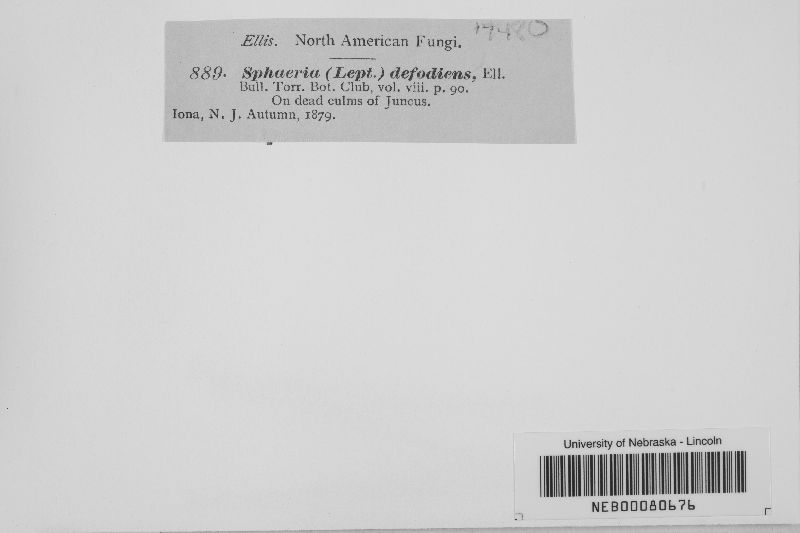 17480
Ellis. North American Fungi.
889. Sphaeria (Lept.) defodiens, Ell.
Bull. Torr. Bot. Club, vol. viii. p. 90.
On dead culms of Juncus.
Iona, N. J. Autumn, 1879.
University of Nebraska - Lincoln
NEB00080676